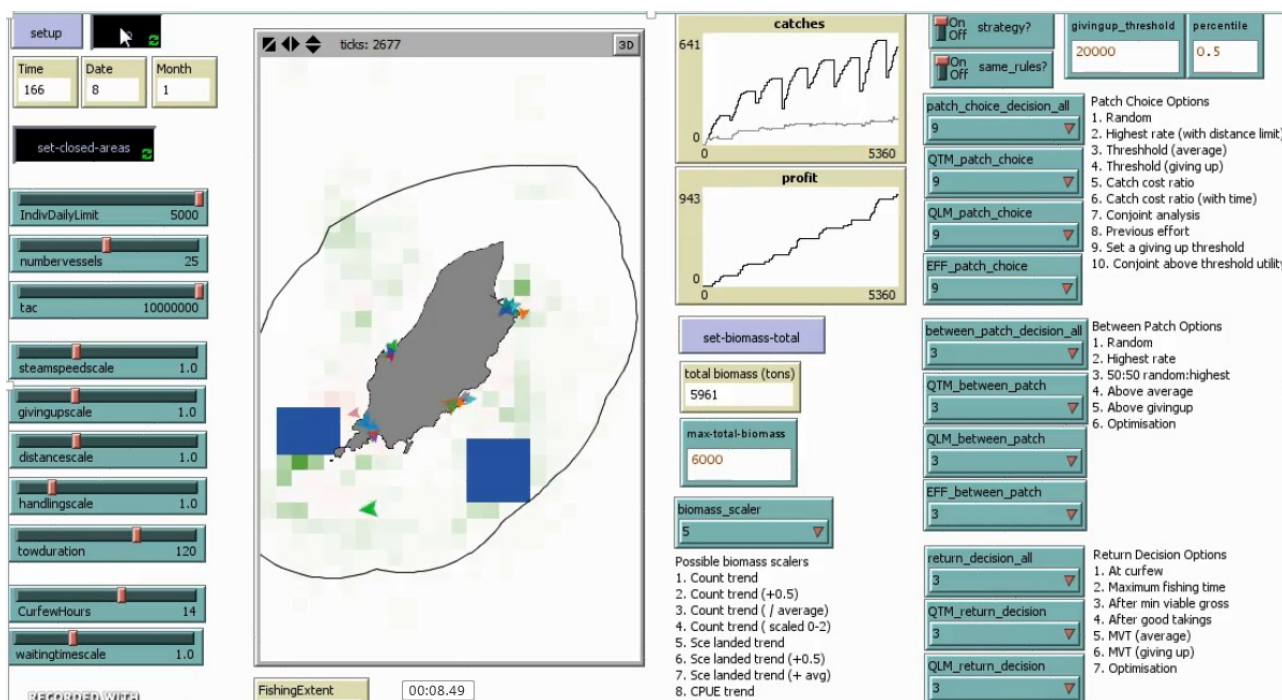 setup
Time
166
Date
8
Month
1
set-closed-areas
IndivDailyLimit 5000
numbervessels 25
tac 10000000
steamspeedscale 1.0
givingupscale 1.0
distancescale 1.0
handlingscale 1.0
towduration 120
CurfewHours 14
waitingtimescale 1.0
RECORDED WITH
ticks: 2677
3D
FishingExtent
00:08.49
catches
641
0
0 5360
profit
943
0
0 5360
set-biomass-total
total biomass (tons)
5961
max-total-biomass
6000
biomass_scaler
5
Possible biomass scalers
1. Count trend
2. Count trend (+0.5)
3. Count trend ( / average)
4. Count trend ( scaled 0-2)
5. Sce landed trend
6. Sce landed trend (+0.5)
7. Sce landed trend (+ avg)
8. CPUE trend
On
Off
strategy?
On
Off
same_rules?
givingup_threshold
20000
percentile
0.5
patch_choice_decision_all
9
QTM_patch_choice
9
QLM_patch_choice
9
EFF_patch_choice
9
Patch Choice Options
1. Random
2. Highest rate (with distance limit)
3. Threshhold (average)
4. Threshold (giving up)
5. Catch cost ratio
6. Catch cost ratio (with time)
7. Conjoint analysis
8. Previous effort
9. Set a giving up threshold
10. Conjoint above threshold utility
between_patch_decision_all
3
QTM_between_patch
3
QLM_between_patch
3
EFF_between_patch
3
Between Patch Options
1. Random
2. Highest rate
3. 50:50 random:highest
4. Above average
5. Above givingup
6. Optimisation
return_decision_all
3
QTM_return_decision
3
QLM_return_decision
3
Return Decision Options
1. At curfew
2. Maximum fishing time
3. After min viable gross
4. After good takings
5. MVT (average)
6. MVT (giving up)
7. Optimisation